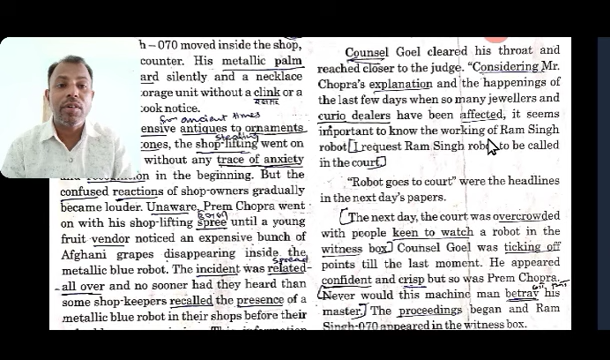 h–070 moved inside the shop,
counter. His metallic palm
ard silently and a necklace
orage unit without a clink or a
ook notice.
for ancient times
ensive antiques to ornaments
stealing
ones, the shop-lifting went on
without any trace of anxiety
in the beginning. But the
confused reactions of shop-owners gradually
became louder. Unaware, Prem Chopra went
on with his shop-lifting spree until a young
fruit vendor noticed an expensive bunch of
Afghani grapes disappearing inside the
metallic blue robot. The incident was related
spread
all over and no sooner had they heard than
some shop-keepers recalled the presence of a
metallic blue robot in their shops before their
Counsel Goel cleared his throat and
reached closer to the judge. "Considering Mr.
Chopra's explanation and the happenings of
the last few days when so many jewellers and
curio dealers have been affected, it seems
important to know the working of Ram Singh
robot [I request Ram Singh robot to be called
in the court]
"Robot goes to court" were the headlines
in the next day's papers.
[The next day, the court was overcrowded
with people keen to watch a robot in the
witness box] Counsel Goel was ticking off
points till the last moment. He appeared
confident and crisp but so was Prem Chopra.
[Never would this machine man betray his
master.] The proceedings began and Ram
Singh-070 appeared in the witness box.